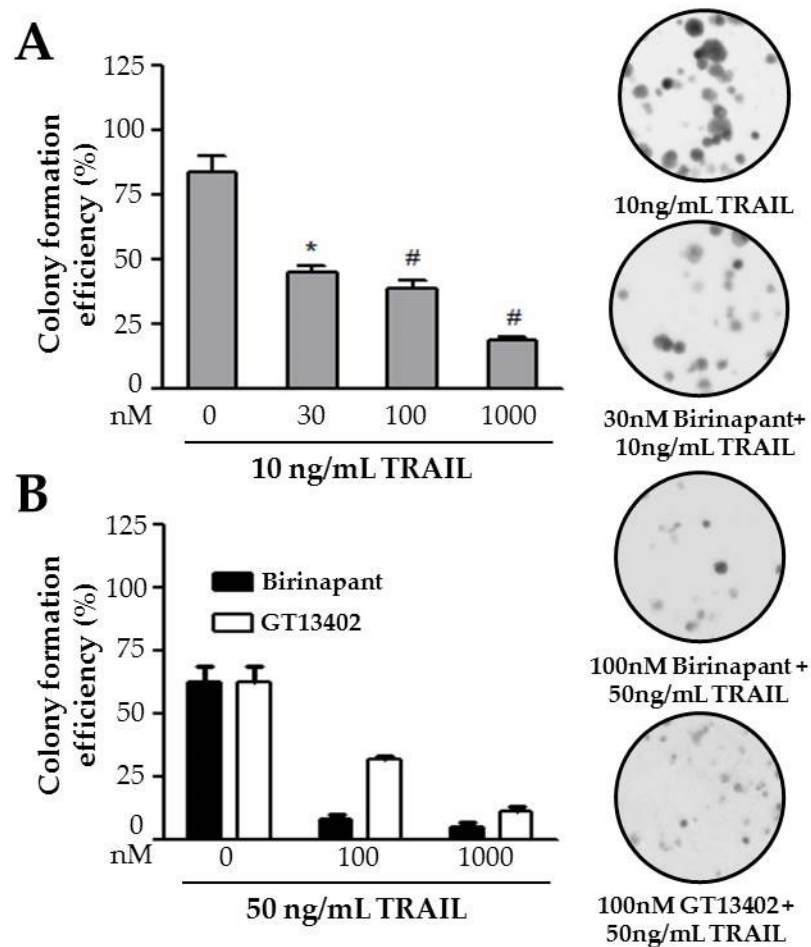 A
125
100
75
50
25
0
Colony formation
efficiency (%)
*
#
#
nM 0 30 100 1000
10 ng/mL TRAIL
10ng/mL TRAIL
30nM Birinapant+
10ng/mL TRAIL
B
125
100
75
50
25
0
Colony formation
efficiency (%)
Birinapant
GT13402
nM 0 100 1000
50 ng/mL TRAIL
100nM Birinapant +
50ng/mL TRAIL
100nM GT13402+
50ng/mL TRAIL